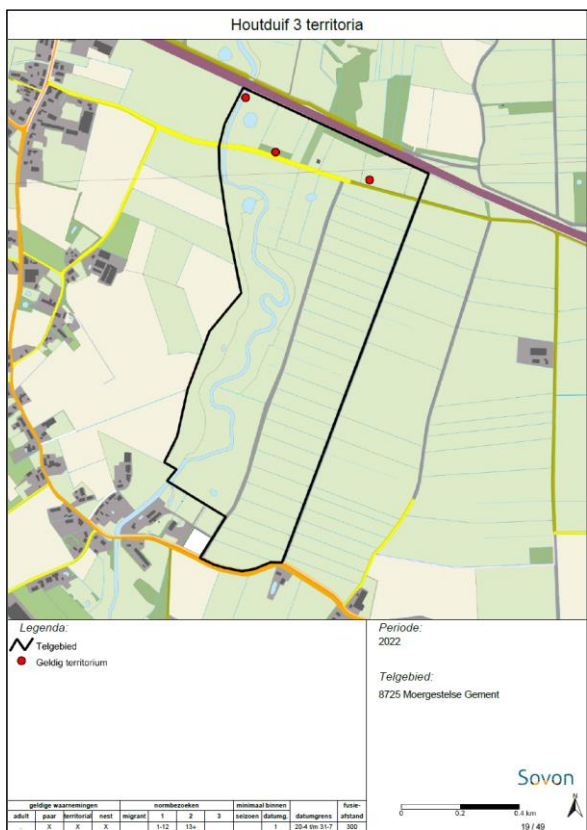 Houtduif 3 territoria
Legenda:
Telgebied
Geldig territorium
Periode:
2022
Telgebied:
8725 Moergestelse Gement
Sovon
N
0 0.2 0.4 km
19 / 49
geldige waarnemingen normbezoeken minimaal binnen fusie-
adult paar territorial nest migrant 1 2 3 seizoen datumg. datumgrens afstand
. X X X 1-12 13+ 1 20-4 t/m 31-7 300